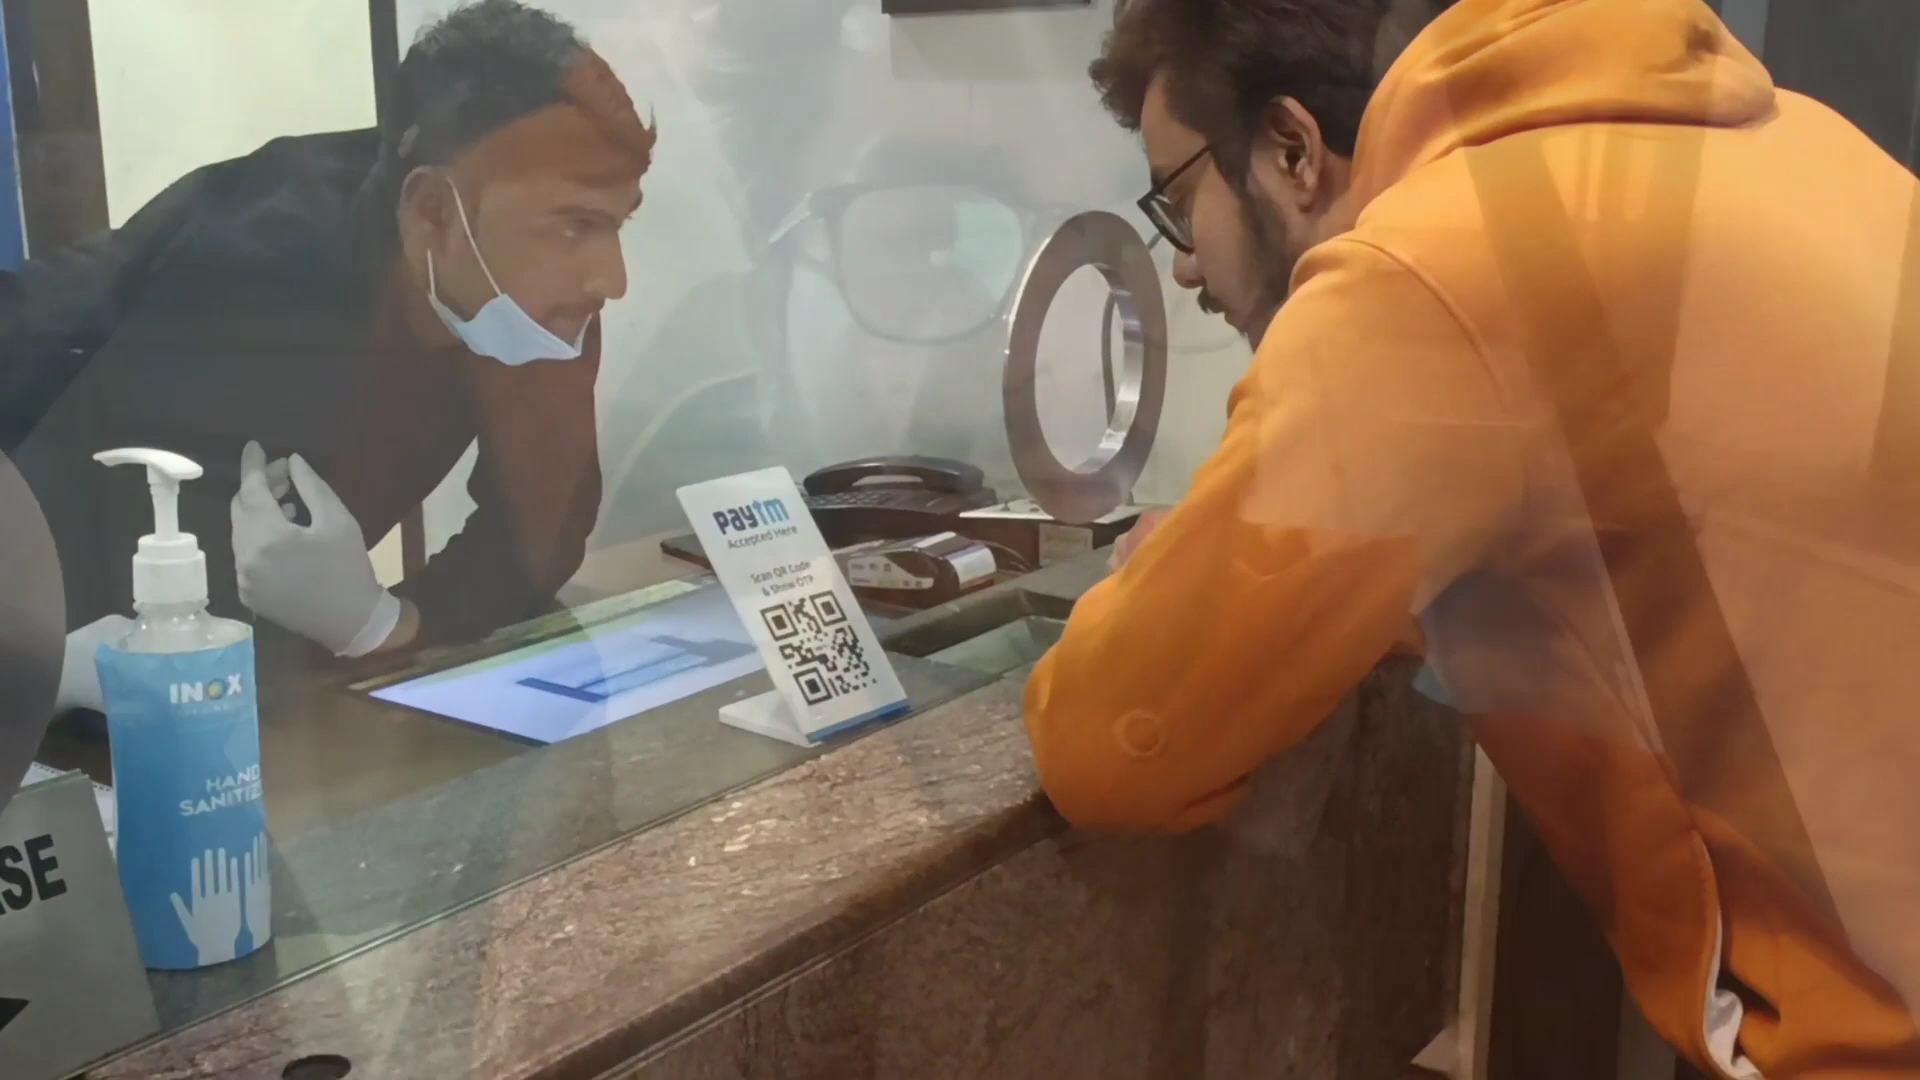 paytm
Accepted Here
Scan QR Code
& Show OTP
INOX
HAND
SANITIZ
SE